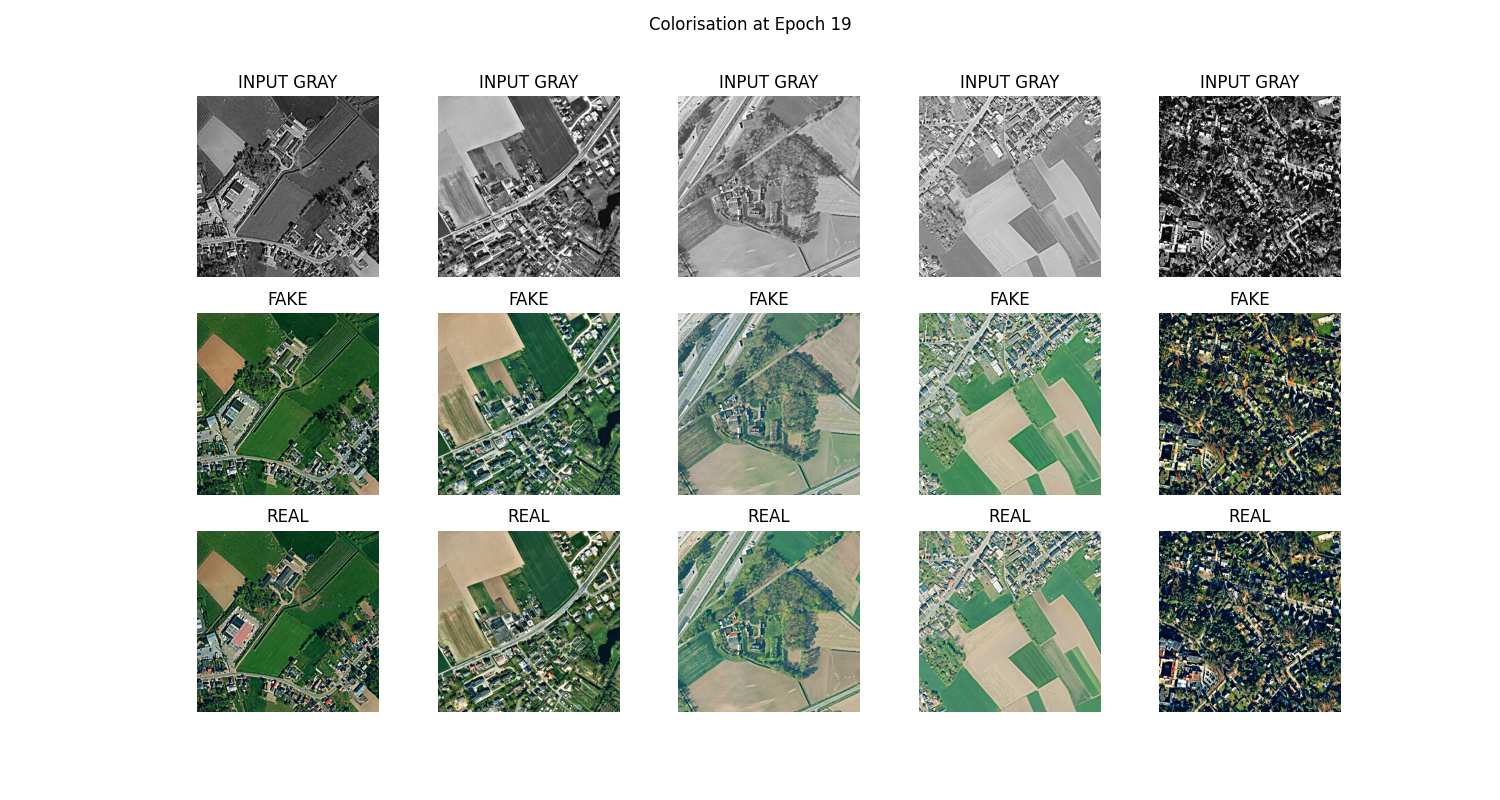 Colorisation at Epoch 19
INPUT GRAY INPUT GRAY INPUT GRAY INPUT GRAY INPUT GRAY
FAKE FAKE FAKE FAKE FAKE
REAL REAL REAL REAL REAL